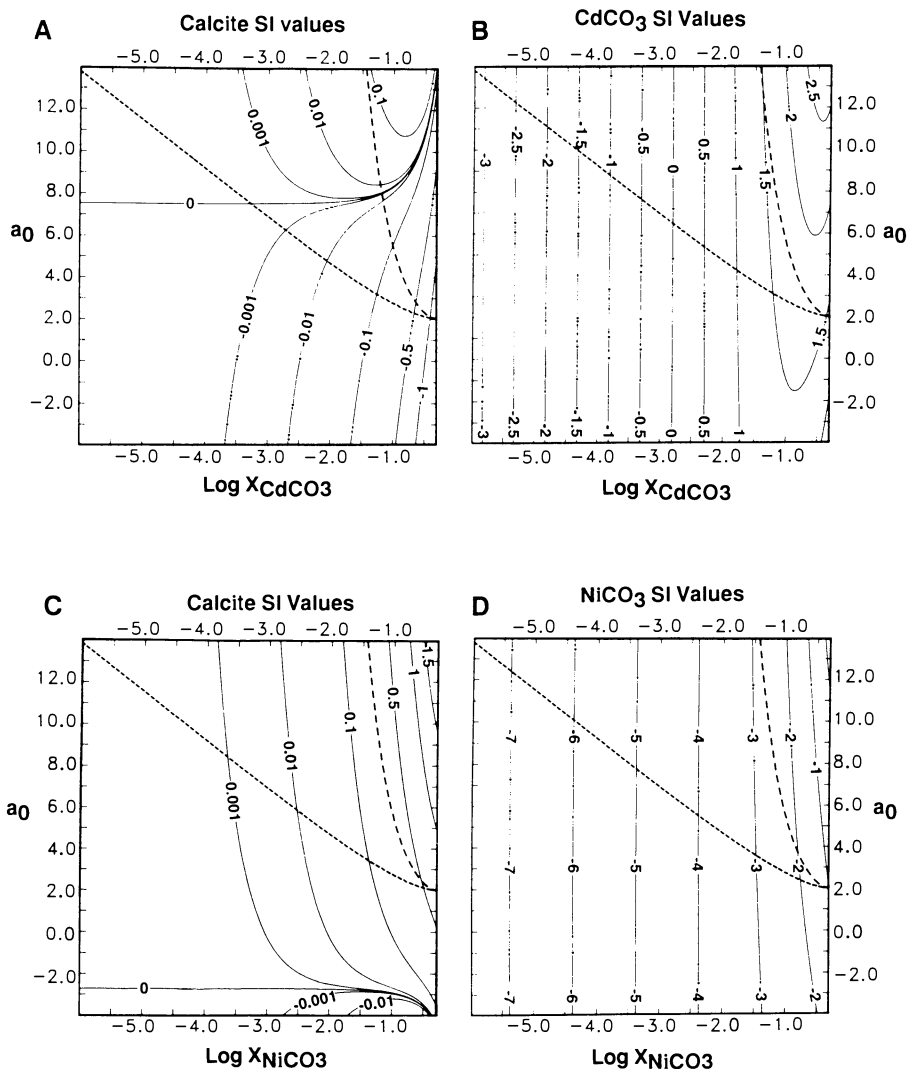 A
Calcite SI values
-5.0 -4.0 -3.0 -2.0 -1.0
12.0
10.0
8.0
a0
6.0
4.0
2.0
0.0
-2.0
0.001
0.01
0.1
0
-0.001
-0.01
-0.1
-0.5
-1
-5.0 -4.0 -3.0 -2.0 -1.0
Log XCdCO3
B
CdCO3 SI Values
-5.0 -4.0 -3.0 -2.0 -1.0
2.5
2
-3 -2.5 -2 -1.5 -1 -0.5 0 0.5 1 1.5
12.0
10.0
8.0
a0
6.0
4.0
2.0
0.0
-2.0
1.5
-3 -2.5 -2 -1.5 -1 -0.5 0 0.5 1
-5.0 -4.0 -3.0 -2.0 -1.0
Log XCdCO3
C
Calcite SI Values
-5.0 -4.0 -3.0 -2.0 -1.0
12.0
10.0
8.0
a0
6.0
4.0
2.0
0.0
-2.0
1.5
1
0.5
0.1
0.01
0.001
0
-0.001
-0.01
-5.0 -4.0 -3.0 -2.0 -1.0
Log XNiCO3
D
NiCO3 SI Values
-5.0 -4.0 -3.0 -2.0 -1.0
-7 -6 -5 -4 -3 -2 -1
12.0
10.0
8.0
a0
6.0
4.0
2.0
0.0
-2.0
-7 -6 -5 -4 -3 -2
-7 -6 -5 -4 -3 -2
-5.0 -4.0 -3.0 -2.0 -1.0
Log XNiCO3